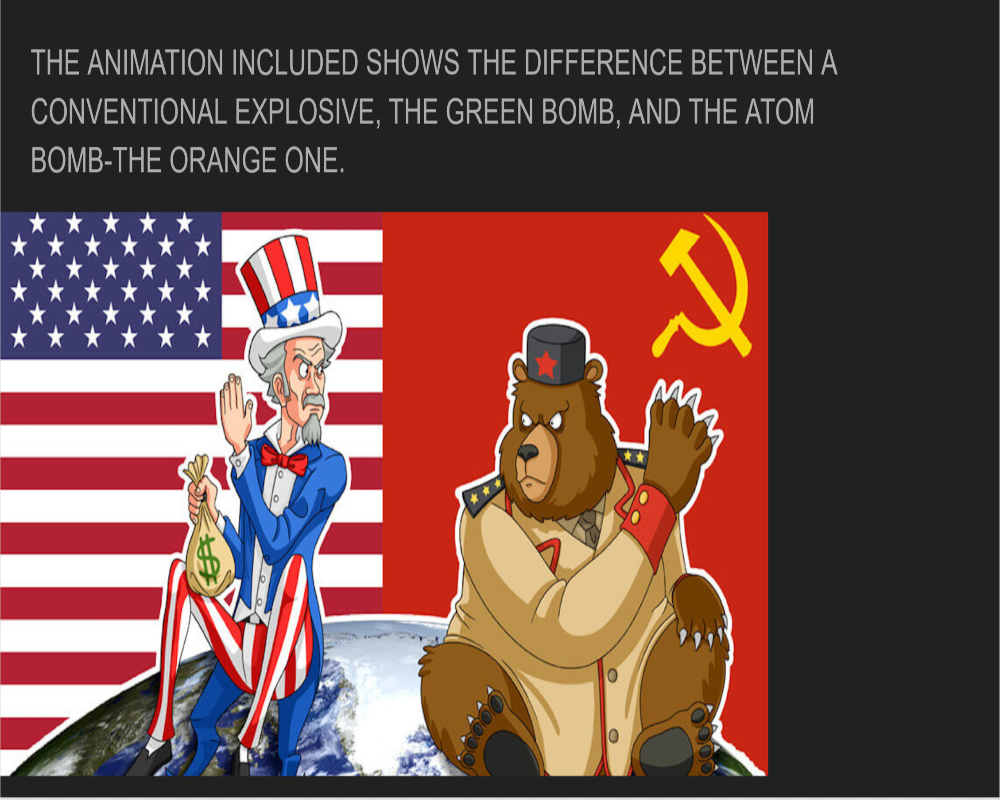 THE ANIMATION INCLUDED SHOWS THE DIFFERENCE BETWEEN A
CONVENTIONAL EXPLOSIVE, THE GREEN BOMB, AND THE ATOM
BOMB-THE ORANGE ONE.
$